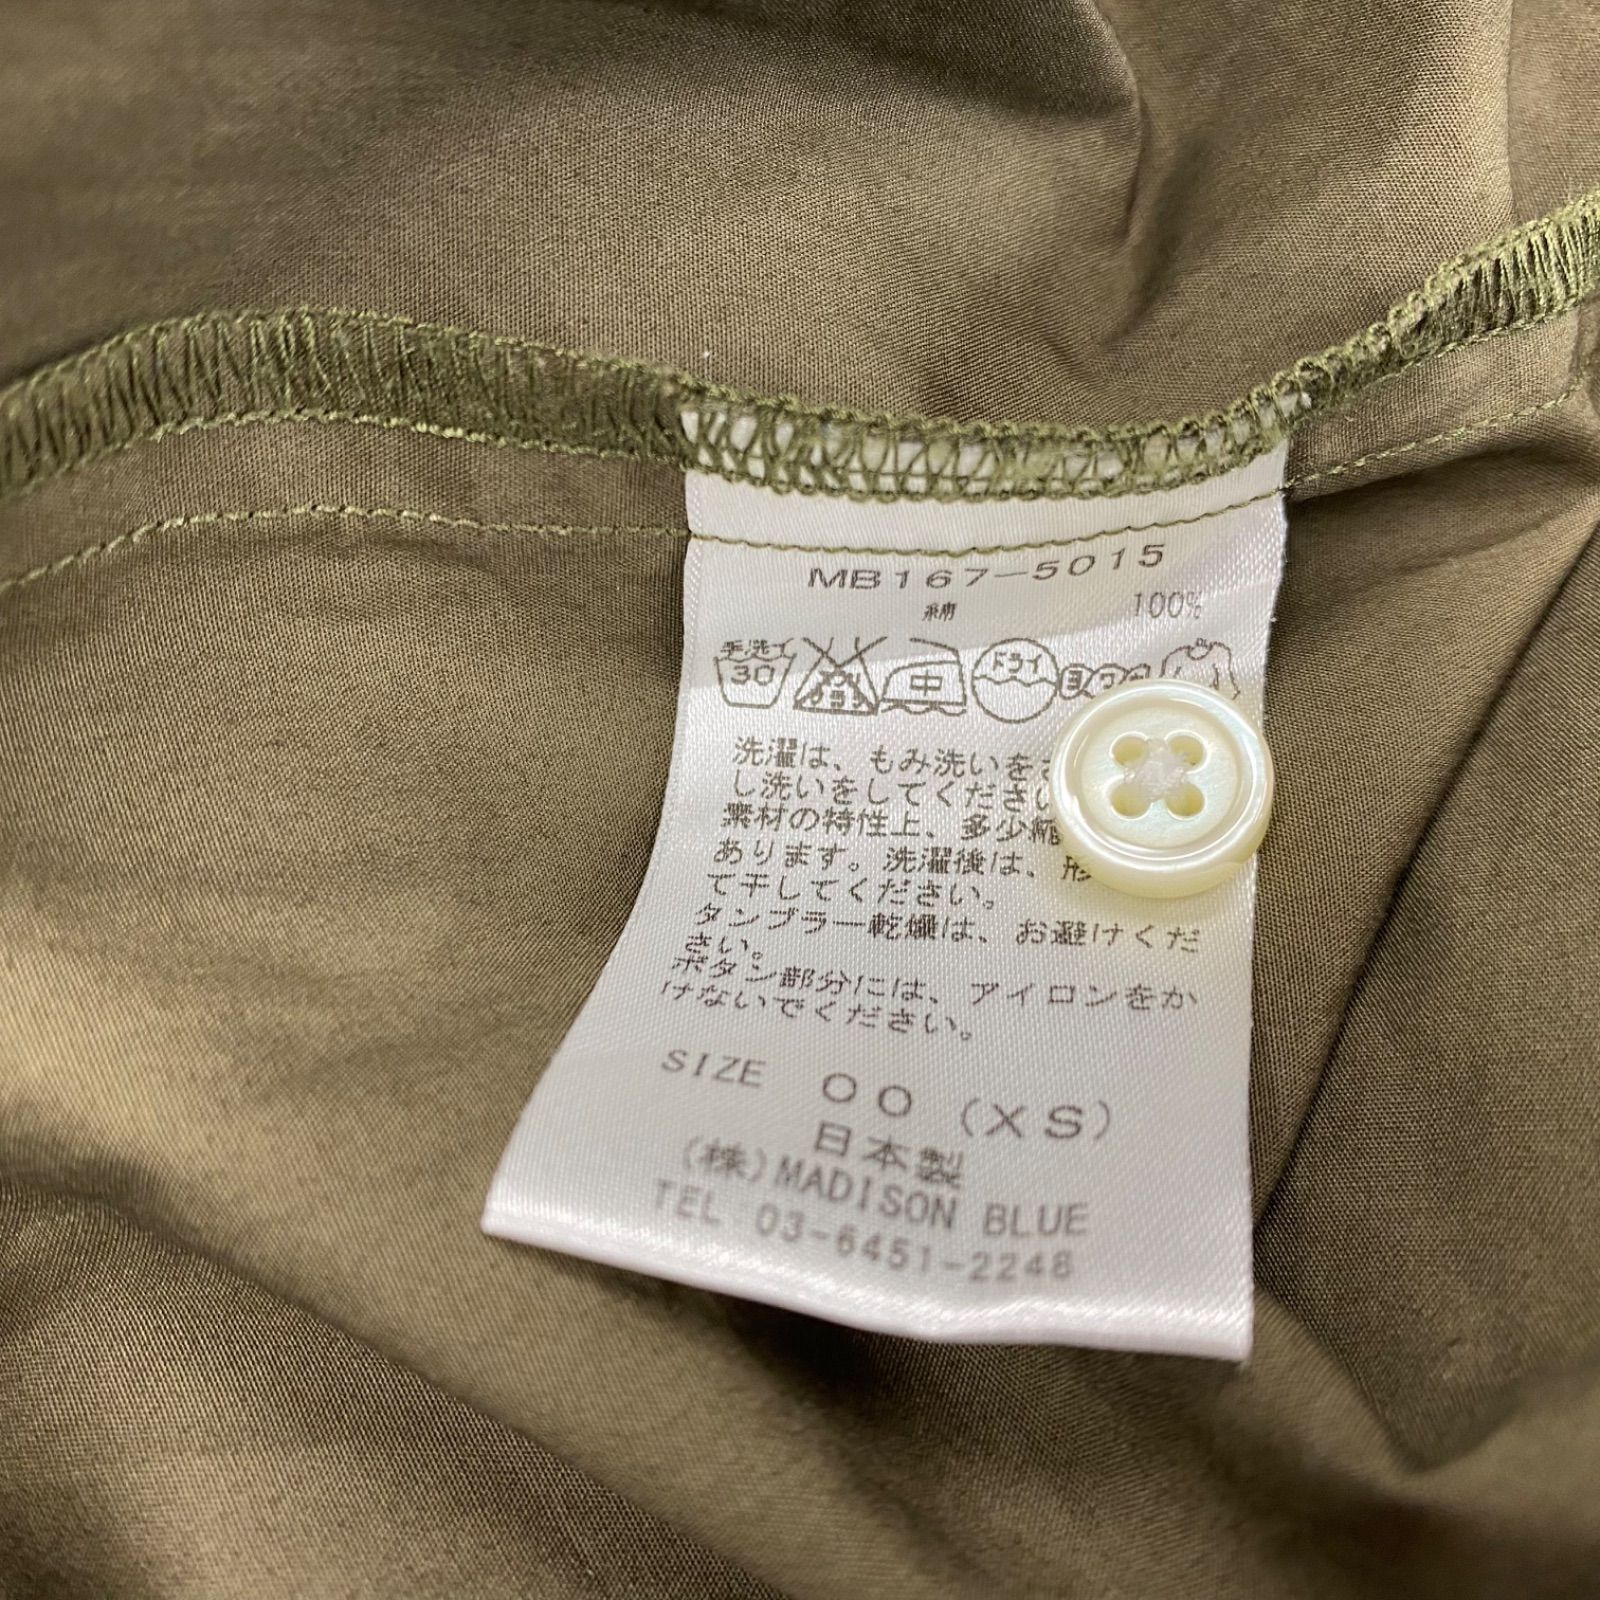 MB167-5015
綿 100%
手洗イ
30
中
ドライ
洗濯は、もみ洗いを
し洗いをしてくださ
素材の特性上、多少縮
あります。洗濯後は、形
て干してください。
タンブラー乾燥は、お避けくだ
さい。
ボタン部分には、アイロンをか
けないでください。
SIZE 00 (XS)
日本製
(株)MADISON BLUE
TEL 03-6451-2248